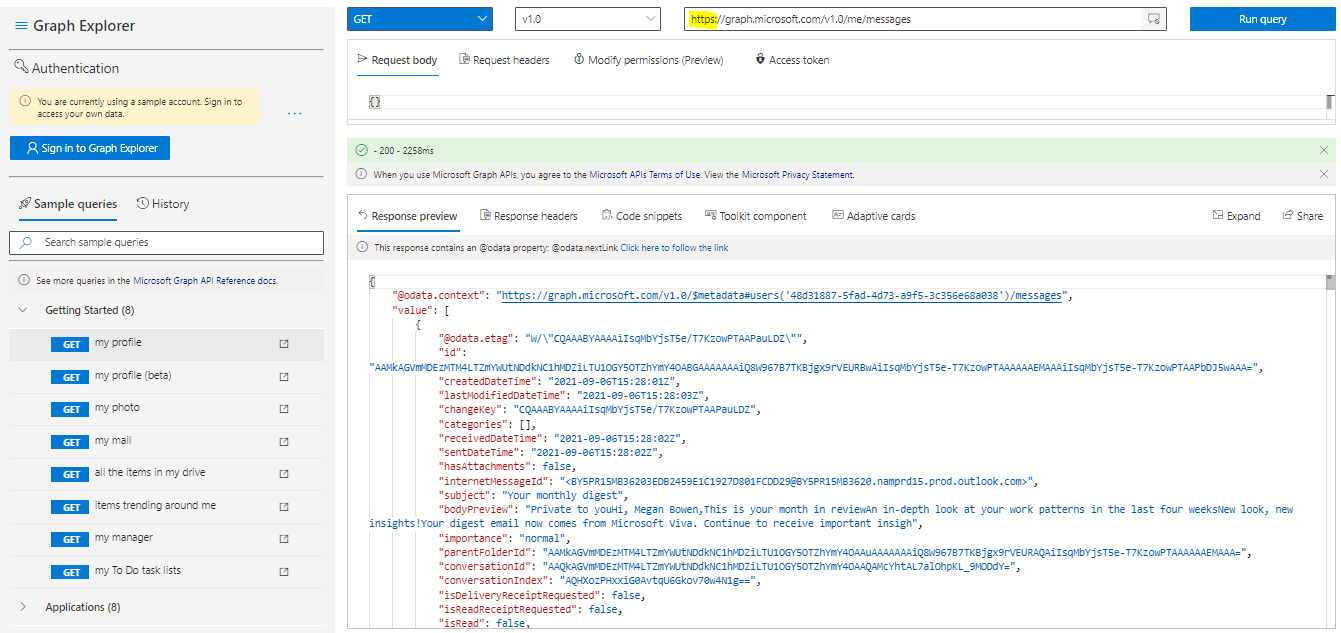 Graph Explorer
Authentication
You are currently using a sample account. Sign in to
access your own data.
...
Sign in to Graph Explorer
Sample queries History
Search sample queries
See more queries in the Microsoft Graph API Reference docs.
Getting Started (8)
GET my profile
GET my profile (beta)
GET my photo
GET my mail
GET all the items in my drive
GET items trending around me
GET my manager
GET my To Do task lists
Applications (8)
GET v1.0 https://graph.microsoft.com/v1.0/me/messages Run query
Request body Request headers Modify permissions (Preview) Access token
{}
- 200 - 2258ms
When you use Microsoft Graph APIs, you agree to the Microsoft APIs Terms of Use. View the Microsoft Privacy Statement.
Response preview Response headers Code snippets Toolkit component Adaptive cards Expand Share
This response contains an @odata property: @odata.nextLink Click here to follow the link
{
"@odata.context": "https://graph.microsoft.com/v1.0/$metadata#users('48d31887-5fad-4d73-a9f5-3c356e68a038')/messages",
"value": [
{
"@odata.etag": "W/\"CQAAABYAAAAiIsqMbYjsT5e/T7KzowPTAAPauLDZ\"",
"id":
"AAMkAGVmMDEzMTM4LTZmYWUtNDdkNC1hMDZiLTU1OGY5OTZhYmY4OABGAAAAAAAiQ8W967B7TKBjgx9rVEURBwAiIsqMbYjsT5e-T7KzowPTAAAAAAEMAAAiIsqMbYjsT5e-T7KzowPTAAPbDJ5wAAA=",
"createdDateTime": "2021-09-06T15:28:01Z",
"lastModifiedDateTime": "2021-09-06T15:28:03Z",
"changeKey": "CQAAABYAAAAiIsqMbYjsT5e/T7KzowPTAAPauLDZ",
"categories": [],
"receivedDateTime": "2021-09-06T15:28:02Z",
"sentDateTime": "2021-09-06T15:28:02Z",
"hasAttachments": false,
"internetMessageId": "<BY5PR15MB36203EDB2459E1C1927D801FCDD29@BY5PR15MB3620.namprd15.prod.outlook.com>",
"subject": "Your monthly digest",
"bodyPreview": "Private to youHi, Megan Bowen,This is your month in reviewAn in-depth look at your work patterns in the last four weeksNew look, new
insights!Your digest email now comes from Microsoft Viva. Continue to receive important insigh",
"importance": "normal",
"parentFolderId": "AAMkAGVmMDEzMTM4LTZmYWUtNDdkNC1hMDZiLTU1OGY5OTZhYmY4OAAuAAAAAAAiQ8W967B7TKBjgx9rVEURAQAiIsqMbYjsT5e-T7KzowPTAAAAAAEMAAA=",
"conversationId": "AAQkAGVmMDEzMTM4LTZmYWUtNDdkNC1hMDZiLTU1OGY5OTZhYmY4OAAQAMcYhtAL7alOhpKL_9MODdY=",
"conversationIndex": "AQHXozPHxxiG0AvtqU6Gkov70w4N1g==",
"isDeliveryReceiptRequested": false,
"isReadReceiptRequested": false,
"isRead": false,